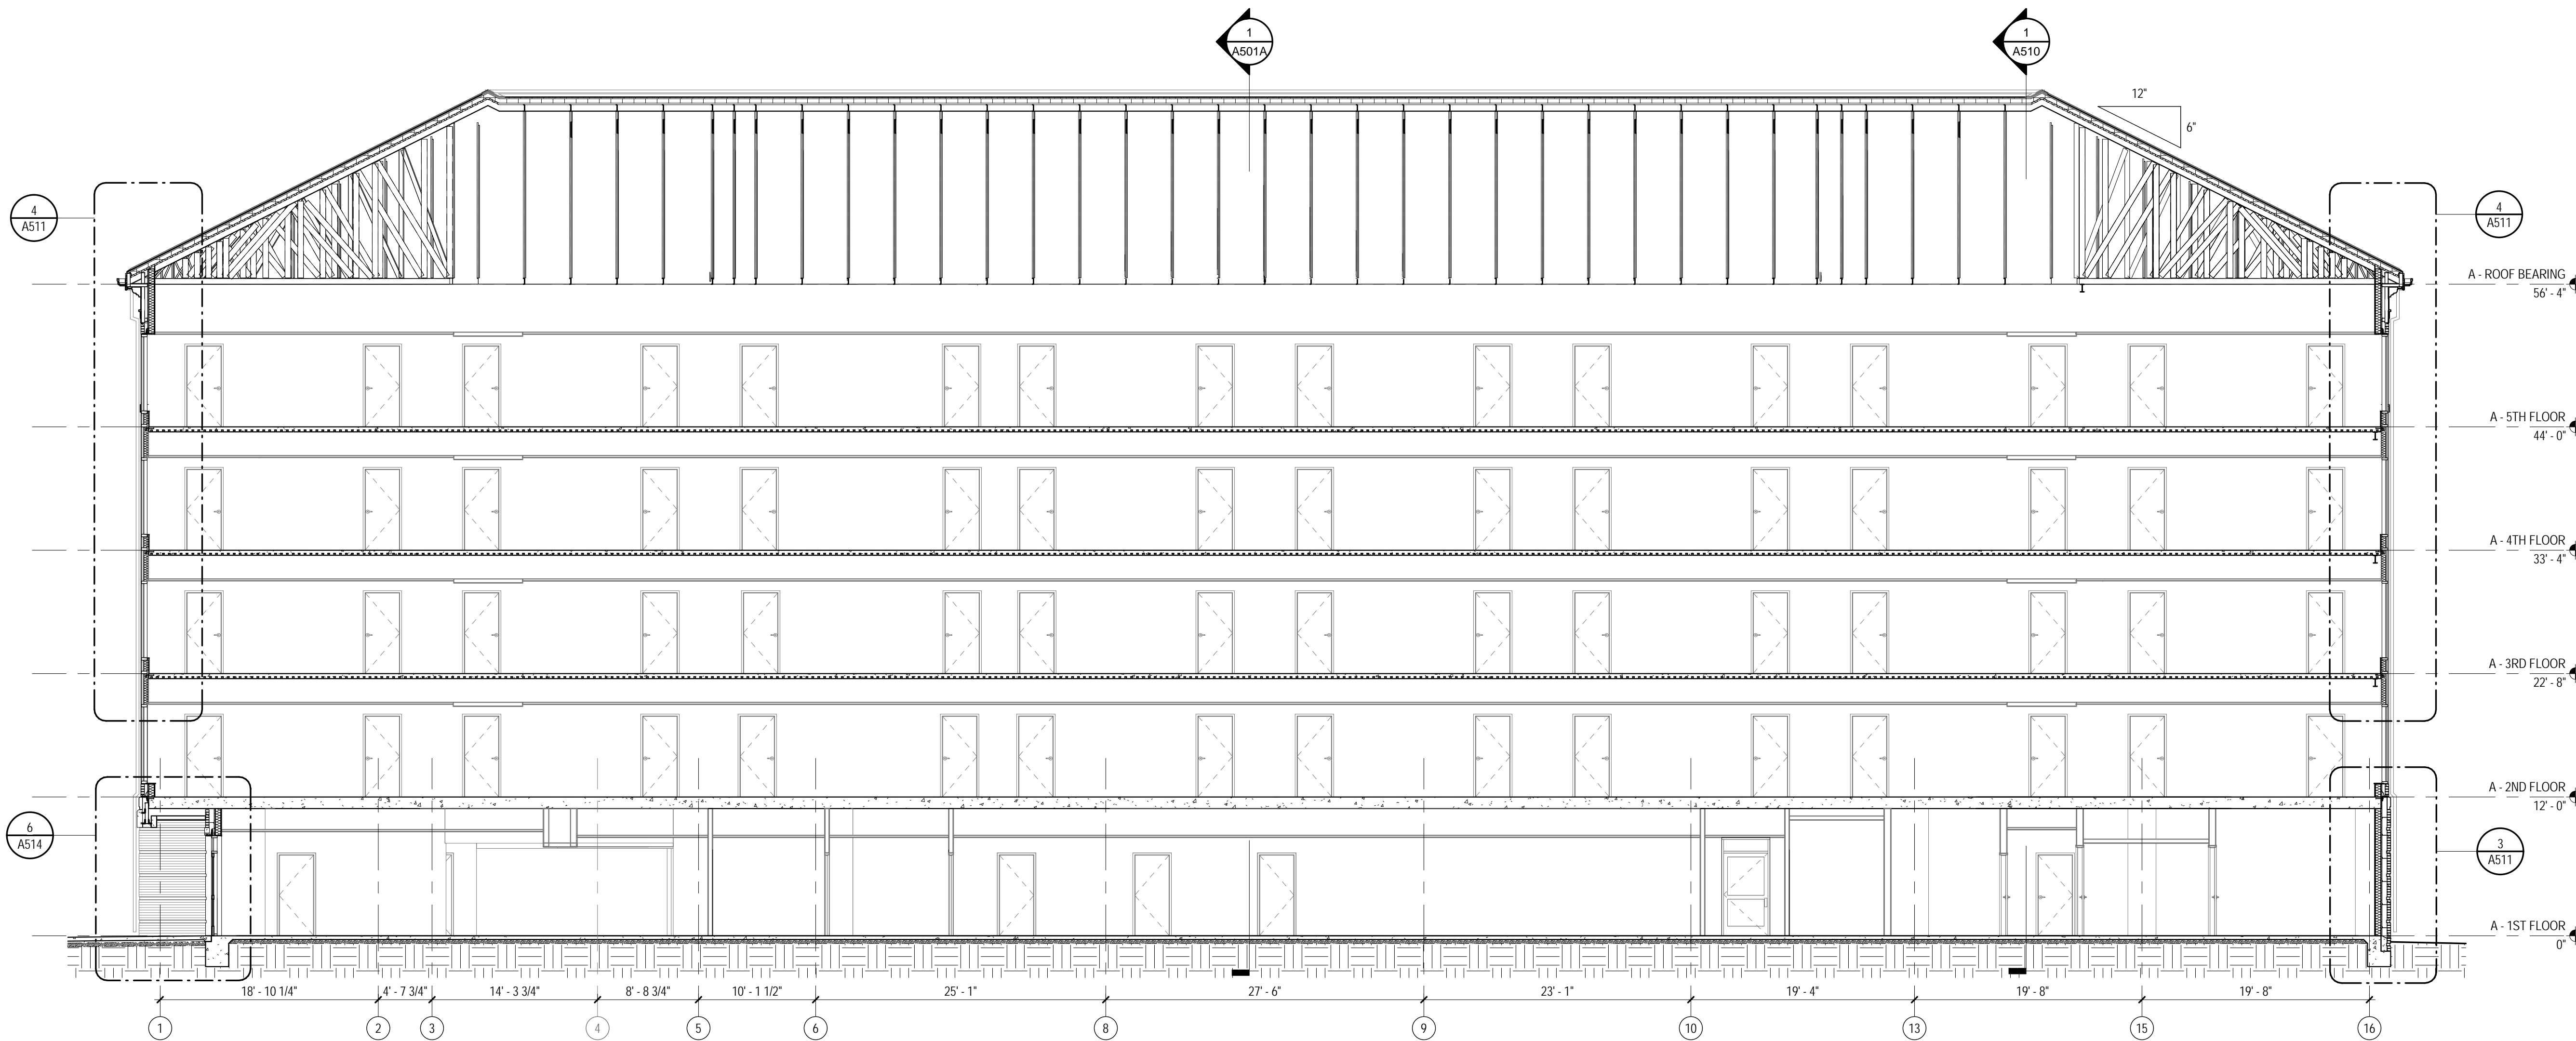 1
A501A
1
A510
12"
6"
4
A511
4
A511
A - ROOF BEARING
56' - 4"
A - 5TH FLOOR
44' - 0"
A - 4TH FLOOR
33' - 4"
A - 3RD FLOOR
22' - 8"
A - 2ND FLOOR
12' - 0"
6
A514
3
A511
A - 1ST FLOOR
0"
18' - 10 1/4"
4' - 7 3/4"
14' - 3 3/4"
8' - 8 3/4"
10' - 1 1/2"
25' - 1"
27' - 6"
23' - 1"
19' - 4"
19' - 8"
19' - 8"
1
2
3
4
5
6
8
9
10
13
15
16